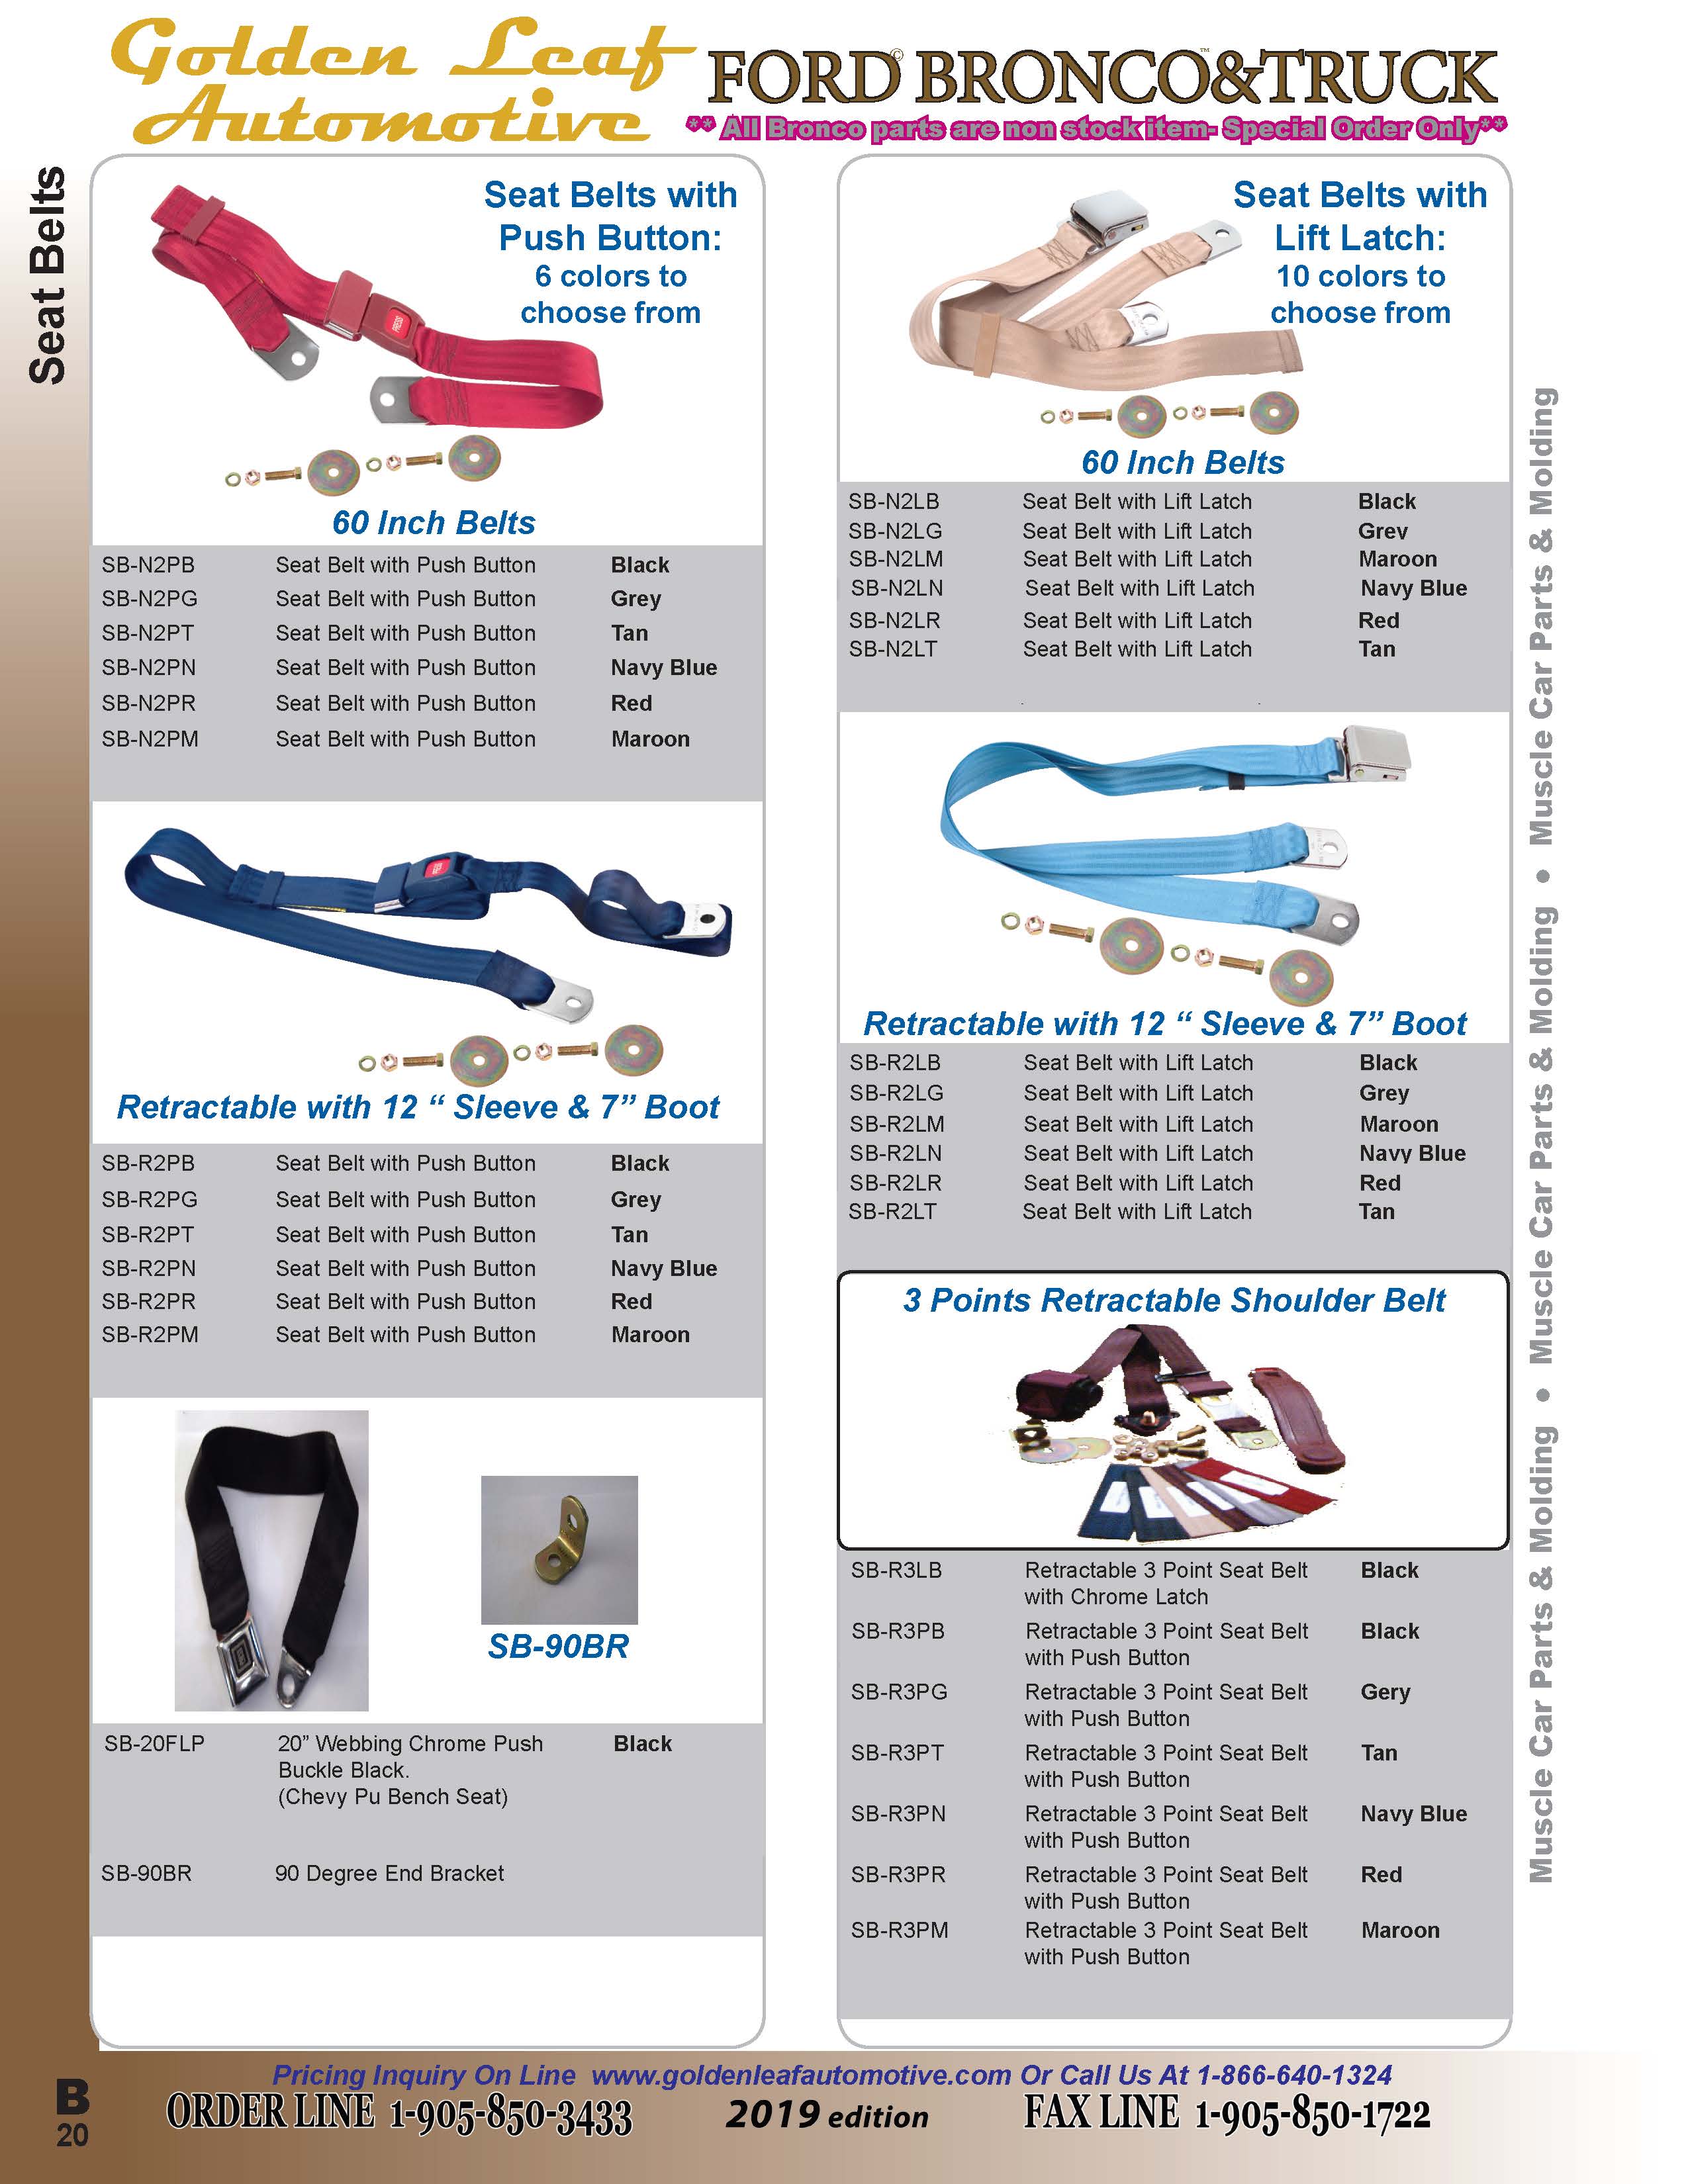 Golden Leaf
Automotive
FORD© BRONCO™&TRUCK
** All Bronco parts are non stock item- Special Order Only**
Seat Belts
Seat Belts with
Push Button:
6 colors to
choose from
PRESS
60 Inch Belts
SB-N2PB Seat Belt with Push Button Black
SB-N2PG Seat Belt with Push Button Grey
SB-N2PT Seat Belt with Push Button Tan
SB-N2PN Seat Belt with Push Button Navy Blue
SB-N2PR Seat Belt with Push Button Red
SB-N2PM Seat Belt with Push Button Maroon
Retractable with 12 “ Sleeve & 7” Boot
SB-R2PB Seat Belt with Push Button Black
SB-R2PG Seat Belt with Push Button Grey
SB-R2PT Seat Belt with Push Button Tan
SB-R2PN Seat Belt with Push Button Navy Blue
SB-R2PR Seat Belt with Push Button Red
SB-R2PM Seat Belt with Push Button Maroon
SB-90BR
SB-20FLP 20” Webbing Chrome Push Black
Buckle Black.
(Chevy Pu Bench Seat)
SB-90BR 90 Degree End Bracket
Seat Belts with
Lift Latch:
10 colors to
choose from
60 Inch Belts
SB-N2LB Seat Belt with Lift Latch Black
SB-N2LG Seat Belt with Lift Latch Grey
SB-N2LM Seat Belt with Lift Latch Maroon
SB-N2LN Seat Belt with Lift Latch Navy Blue
SB-N2LR Seat Belt with Lift Latch Red
SB-N2LT Seat Belt with Lift Latch Tan
Retractable with 12 “ Sleeve & 7” Boot
SB-R2LB Seat Belt with Lift Latch Black
SB-R2LG Seat Belt with Lift Latch Grey
SB-R2LM Seat Belt with Lift Latch Maroon
SB-R2LN Seat Belt with Lift Latch Navy Blue
SB-R2LR Seat Belt with Lift Latch Red
SB-R2LT Seat Belt with Lift Latch Tan
3 Points Retractable Shoulder Belt
SB-R3LB Retractable 3 Point Seat Belt Black
with Chrome Latch
SB-R3PB Retractable 3 Point Seat Belt Black
with Push Button
SB-R3PG Retractable 3 Point Seat Belt Gery
with Push Button
SB-R3PT Retractable 3 Point Seat Belt Tan
with Push Button
SB-R3PN Retractable 3 Point Seat Belt Navy Blue
with Push Button
SB-R3PR Retractable 3 Point Seat Belt Red
with Push Button
SB-R3PM Retractable 3 Point Seat Belt Maroon
with Push Button
Muscle Car Parts & Molding • Muscle Car Parts & Molding • Muscle Car Parts & Molding
Pricing Inquiry On Line www.goldenleafautomotive.com Or Call Us At 1-866-640-1324
B
20
ORDER LINE 1-905-850-3433 2019 edition FAX LINE 1-905-850-1722